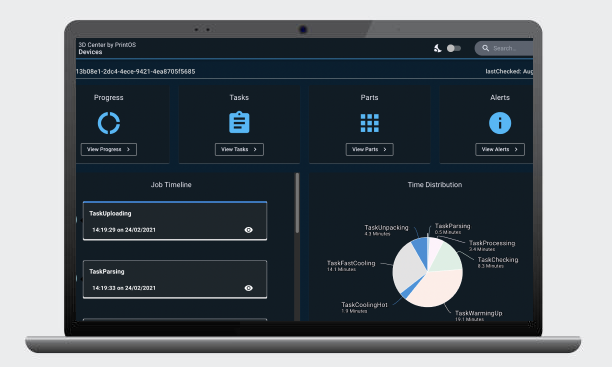 3D Center by PrintOS
Devices
Search...
13b08e1-2dc4-4ece-9421-4ea8705f5685
lastChecked: Aug
Progress
Tasks
Parts
Alerts
View Progress >
View Tasks >
View Parts >
View Alerts >
Job Timeline
Time Distribution
TaskUploading
14:19:29 on 24/02/2021
TaskParsing
14:19:33 on 24/02/2021
TaskUnpacking
4.3 Minutes
TaskParsing
0.5 Minutes
TaskProcessing
3.4 Minutes
TaskChecking
8.3 Minutes
TaskFastCooling
14.1 Minutes
TaskCoolingHot
1.9 Minutes
TaskWarmingUp
19.1 Minutes